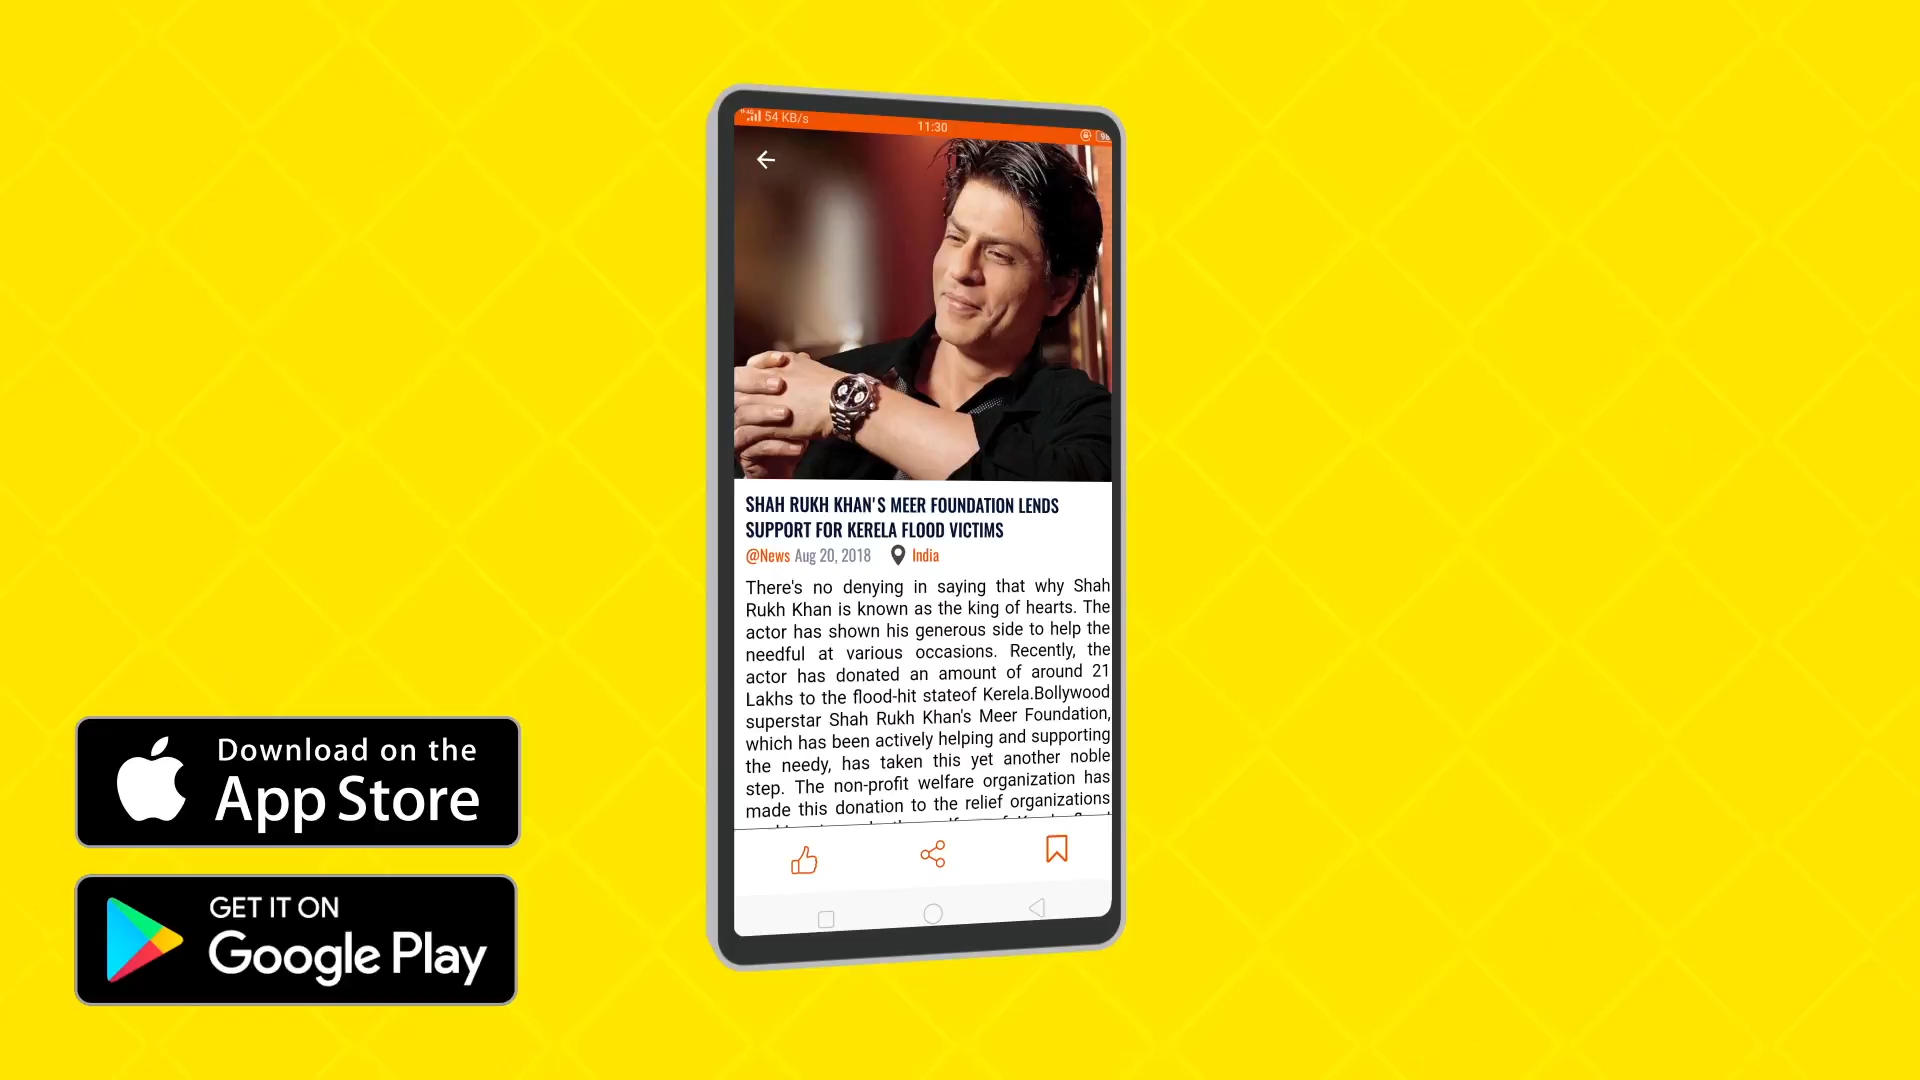 54 KB/s
11:30
SHAH RUKH KHAN'S MEER FOUNDATION LENDS
SUPPORT FOR KERELA FLOOD VICTIMS
@News Aug 20, 2018 India
There's no denying in saying that why Shah
Rukh Khan is known as the king of hearts. The
actor has shown his generous side to help the
needful at various occasions. Recently, the
actor has donated an amount of around 21
Lakhs to the flood-hit stateof Kerela.Bollywood
superstar Shah Rukh Khan's Meer Foundation,
which has been actively helping and supporting
the needy, has taken this yet another noble
step. The non-profit welfare organization has
made this donation to the relief organizations
Download on the
App Store
GET IT ON
Google Play